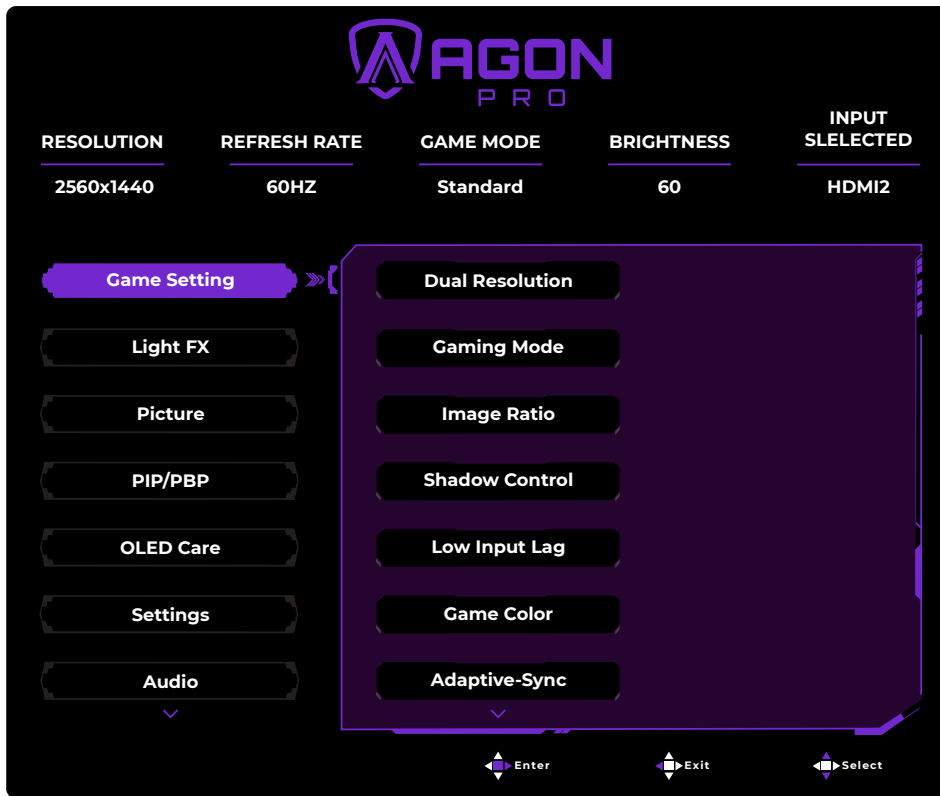 AGON
PRO
RESOLUTION
REFRESH RATE
GAME MODE
BRIGHTNESS
INPUT
SLELECTED
2560x1440
60HZ
Standard
60
HDMI2
Game Setting
Light FX
Picture
PIP/PBP
OLED Care
Settings
Audio
Dual Resolution
Gaming Mode
Image Ratio
Shadow Control
Low Input Lag
Game Color
Adaptive-Sync
Enter
Exit
Select